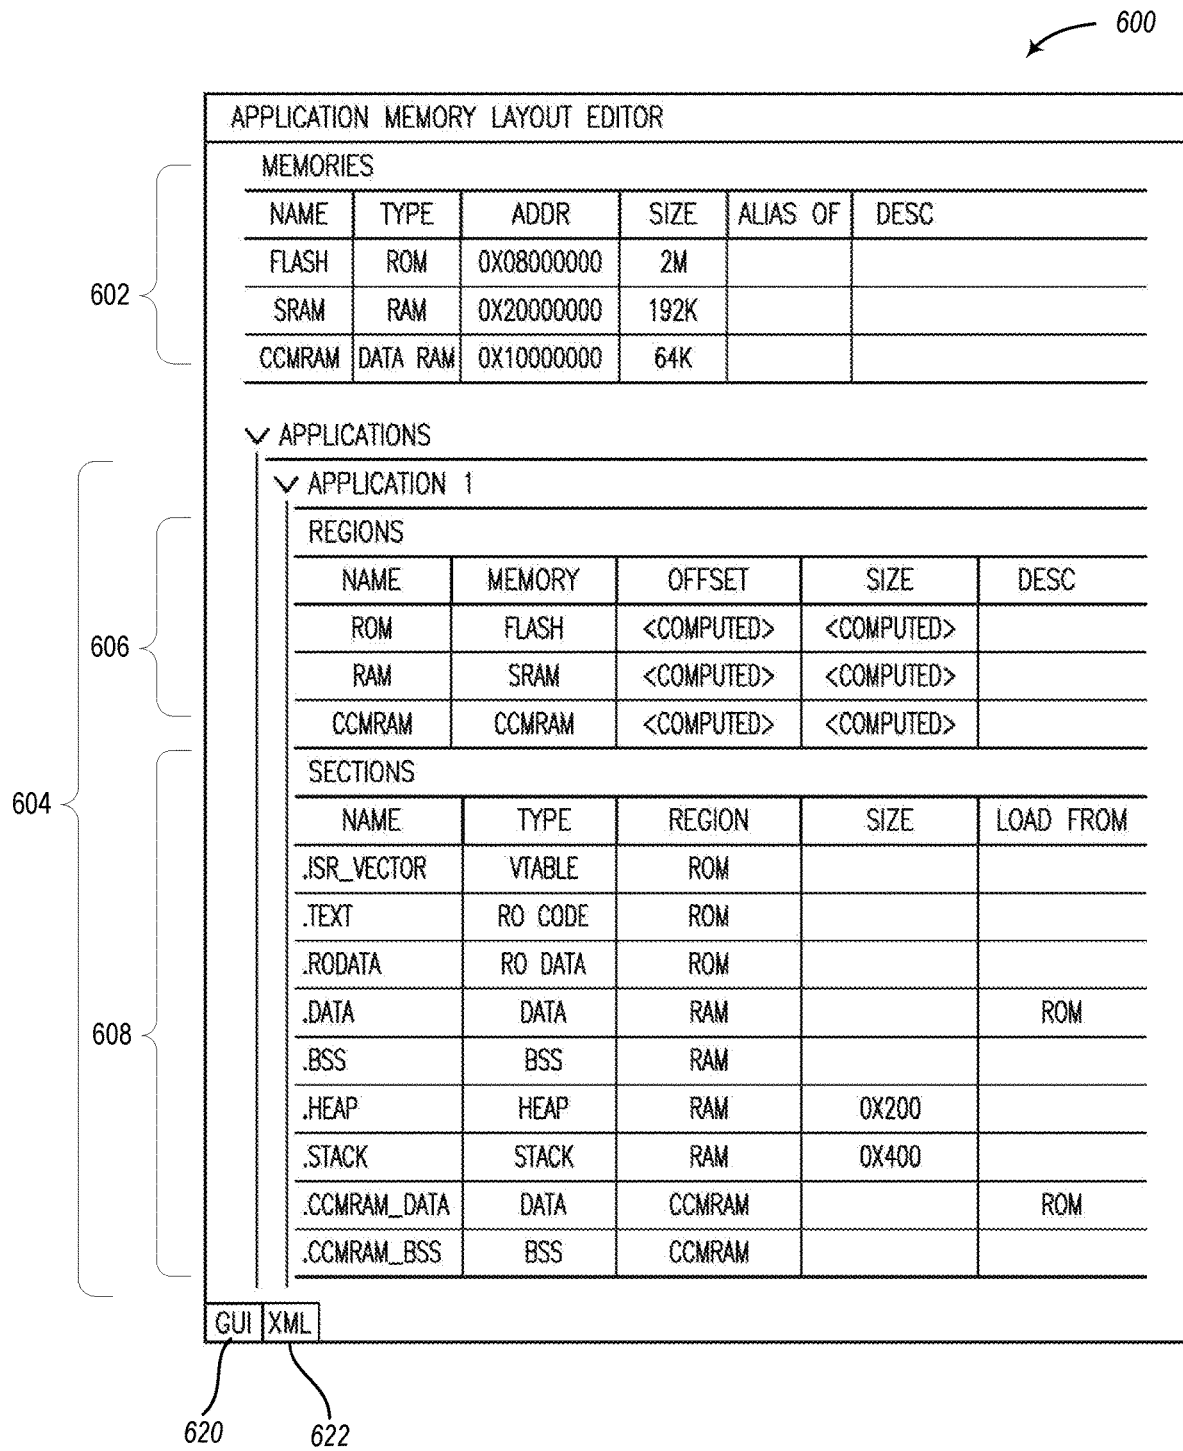 600
APPLICATION MEMORY LAYOUT EDITOR
MEMORIES
NAME TYPE ADDR SIZE ALIAS OF DESC
FLASH ROM 0X08000000 2M
602
SRAM RAM 0X20000000 192K
CCMRAM DATA RAM 0X10000000 64K
APPLICATIONS
APPLICATION 1
REGIONS
NAME MEMORY OFFSET SIZE DESC
ROM FLASH <COMPUTED> <COMPUTED>
606
RAM SRAM <COMPUTED> <COMPUTED>
CCMRAM CCMRAM <COMPUTED> <COMPUTED>
SECTIONS
604
NAME TYPE REGION SIZE LOAD FROM
.ISR_VECTOR VTABLE ROM
.TEXT RO CODE ROM
.RODATA RO DATA ROM
.DATA DATA RAM ROM
608
.BSS BSS RAM
.HEAP HEAP RAM 0X200
.STACK STACK RAM 0X400
.CCMRAM_DATA DATA CCMRAM ROM
.CCMRAM_BSS BSS CCMRAM
GUI XML
620 622